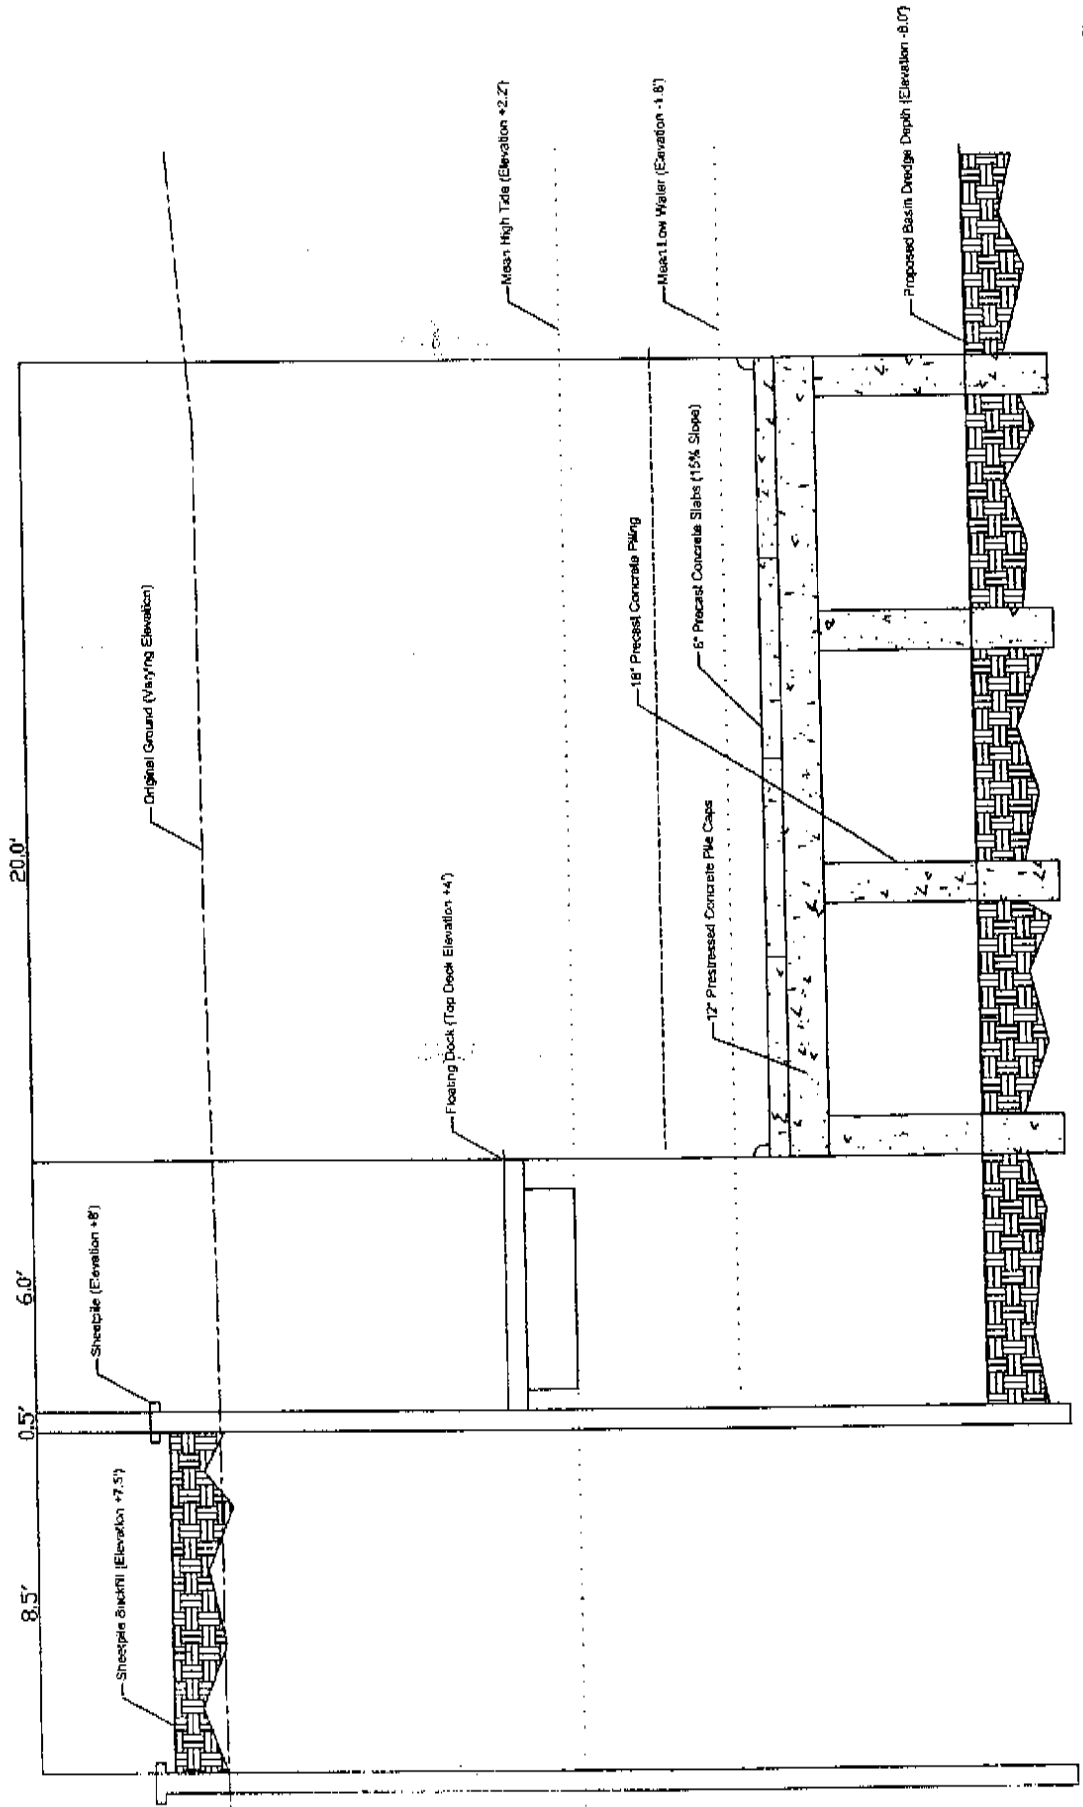 8.5'
0.5'
6.0'
20.0'
Sheetpile Backfill (Elevation +7.5')
Sheetpile (Elevation +8')
Floating Dock (Top Deck Elevation +4')
Original Ground (Varying Elevation)
12" Prestressed Concrete Pile Caps
18" Precast Concrete Piling
6" Precast Concrete Slabs (15% Slope)
Mean High Tide (Elevation +2.2')
Mean Low Water (Elevation -1.8')
Proposed Basin Dredge Depth (Elevation -8.0')